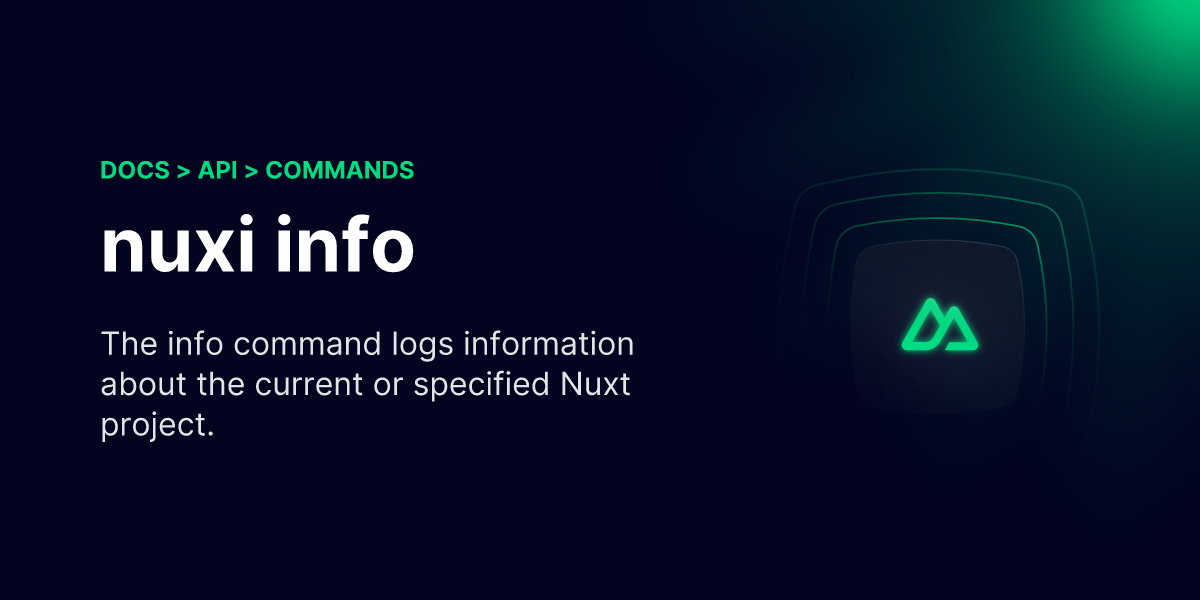 DOCS > API > COMMANDS
nuxi info
The info command logs information
about the current or specified Nuxt
project.